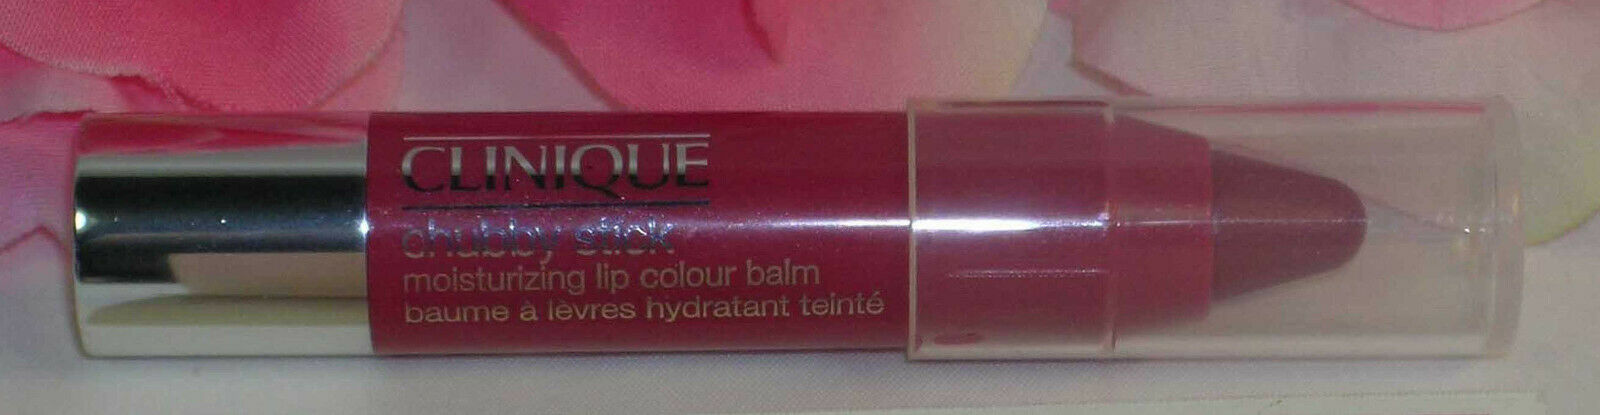 CLINIQUE
chubby stick
moisturizing lip colour balm
baume à lèvres hydratant teinté